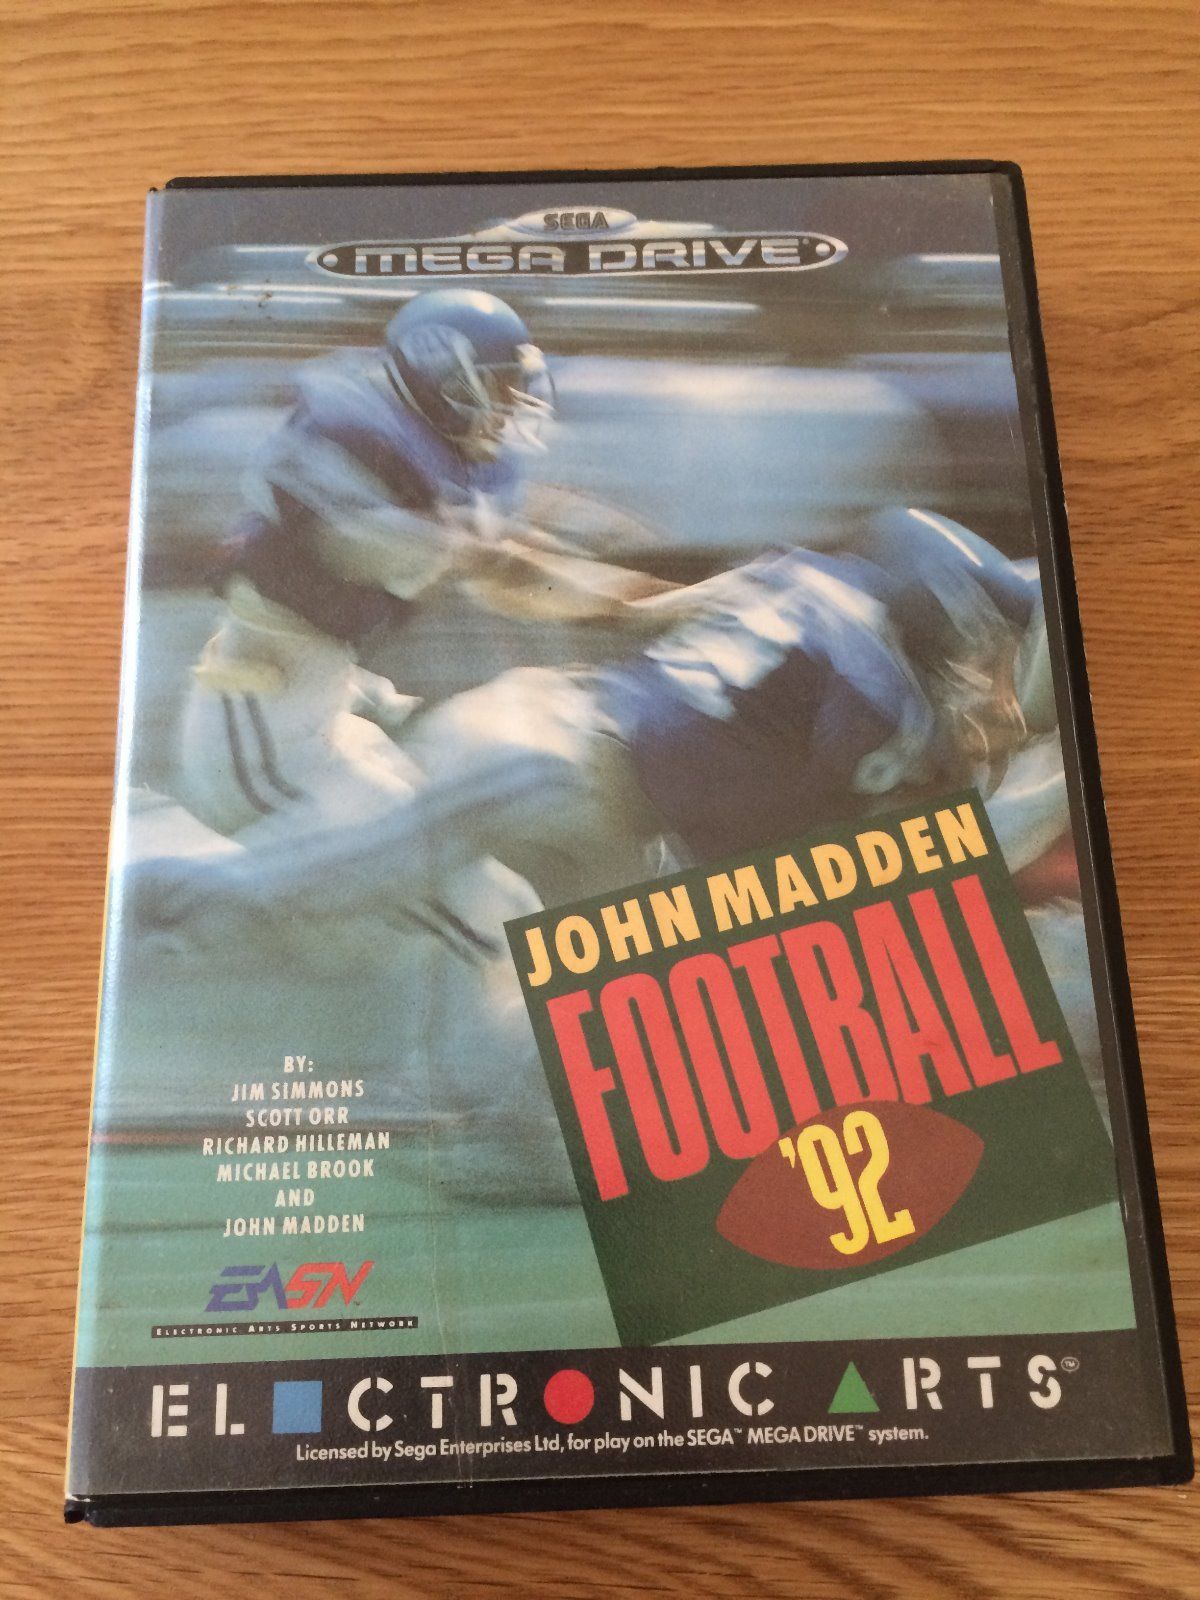 SEGA
MEGA DRIVE
JOHN MADDEN
FOOTBALL
'92
BY:
JIM SIMMONS
SCOTT ORR
RICHARD HILLEMAN
MICHAEL BROOK
AND
JOHN MADDEN
EASN
ELECTRONIC ARTS SPORTS NETWORK
ELECTRONIC ARTS™
Licensed by Sega Enterprises Ltd, for play on the SEGA™ MEGA DRIVE™ system.